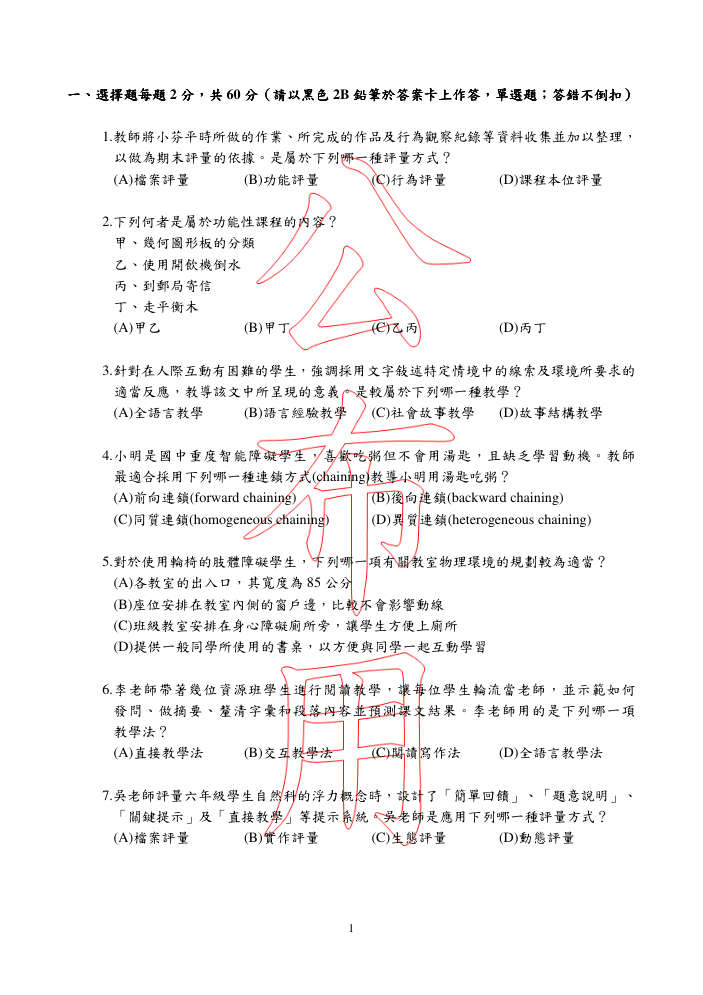 一、選擇題每題 2 分，共 60 分（請以黑色 2B 鉛筆於答案卡上作答，單選題；答錯不倒扣）
1.教師將小芬平時所做的作業、所完成的作品及行為觀察紀錄等資料收集並加以整理，
以做為期末評量的依據。是屬於下列哪一種評量方式？
(A)檔案評量 (B)功能評量 (C)行為評量 (D)課程本位評量
2.下列何者是屬於功能性課程的內容？
甲、幾何圖形板的分類
乙、使用開飲機倒水
丙、到郵局寄信
丁、走平衡木
(A)甲乙 (B)甲丁 (C)乙丙 (D)丙丁
3.針對在人際互動有困難的學生，強調採用文字敘述特定情境中的線索及環境所要求的
適當反應，教導該文中所呈現的意義。是較屬於下列哪一種教學？
(A)全語言教學 (B)語言經驗教學 (C)社會故事教學 (D)故事結構教學
4.小明是國中重度智能障礙學生，喜歡吃粥但不會用湯匙，且缺乏學習動機。教師
最適合採用下列哪一種連鎖方式(chaining)教導小明用湯匙吃粥？
(A)前向連鎖(forward chaining) (B)後向連鎖(backward chaining)
(C)同質連鎖(homogeneous chaining) (D)異質連鎖(heterogeneous chaining)
5.對於使用輪椅的肢體障礙學生，下列哪一項有關教室物理環境的規劃較為適當？
(A)各教室的出入口，其寬度為 85 公分
(B)座位安排在教室內側的窗戶邊，比較不會影響動線
(C)班級教室安排在身心障礙廁所旁，讓學生方便上廁所
(D)提供一般同學所使用的書桌，以方便與同學一起互動學習
6.李老師帶著幾位資源班學生進行閱讀教學，讓每位學生輪流當老師，並示範如何
發問、做摘要、釐清字彙和段落內容並預測課文結果。李老師用的是下列哪一項
教學法？
(A)直接教學法 (B)交互教學法 (C)閱讀寫作法 (D)全語言教學法
7.吳老師評量六年級學生自然科的浮力概念時，設計了「簡單回饋」、「題意說明」、
「關鍵提示」及「直接教學」等提示系統。吳老師是應用下列哪一種評量方式？
(A)檔案評量 (B)實作評量 (C)生態評量 (D)動態評量
1
公布用